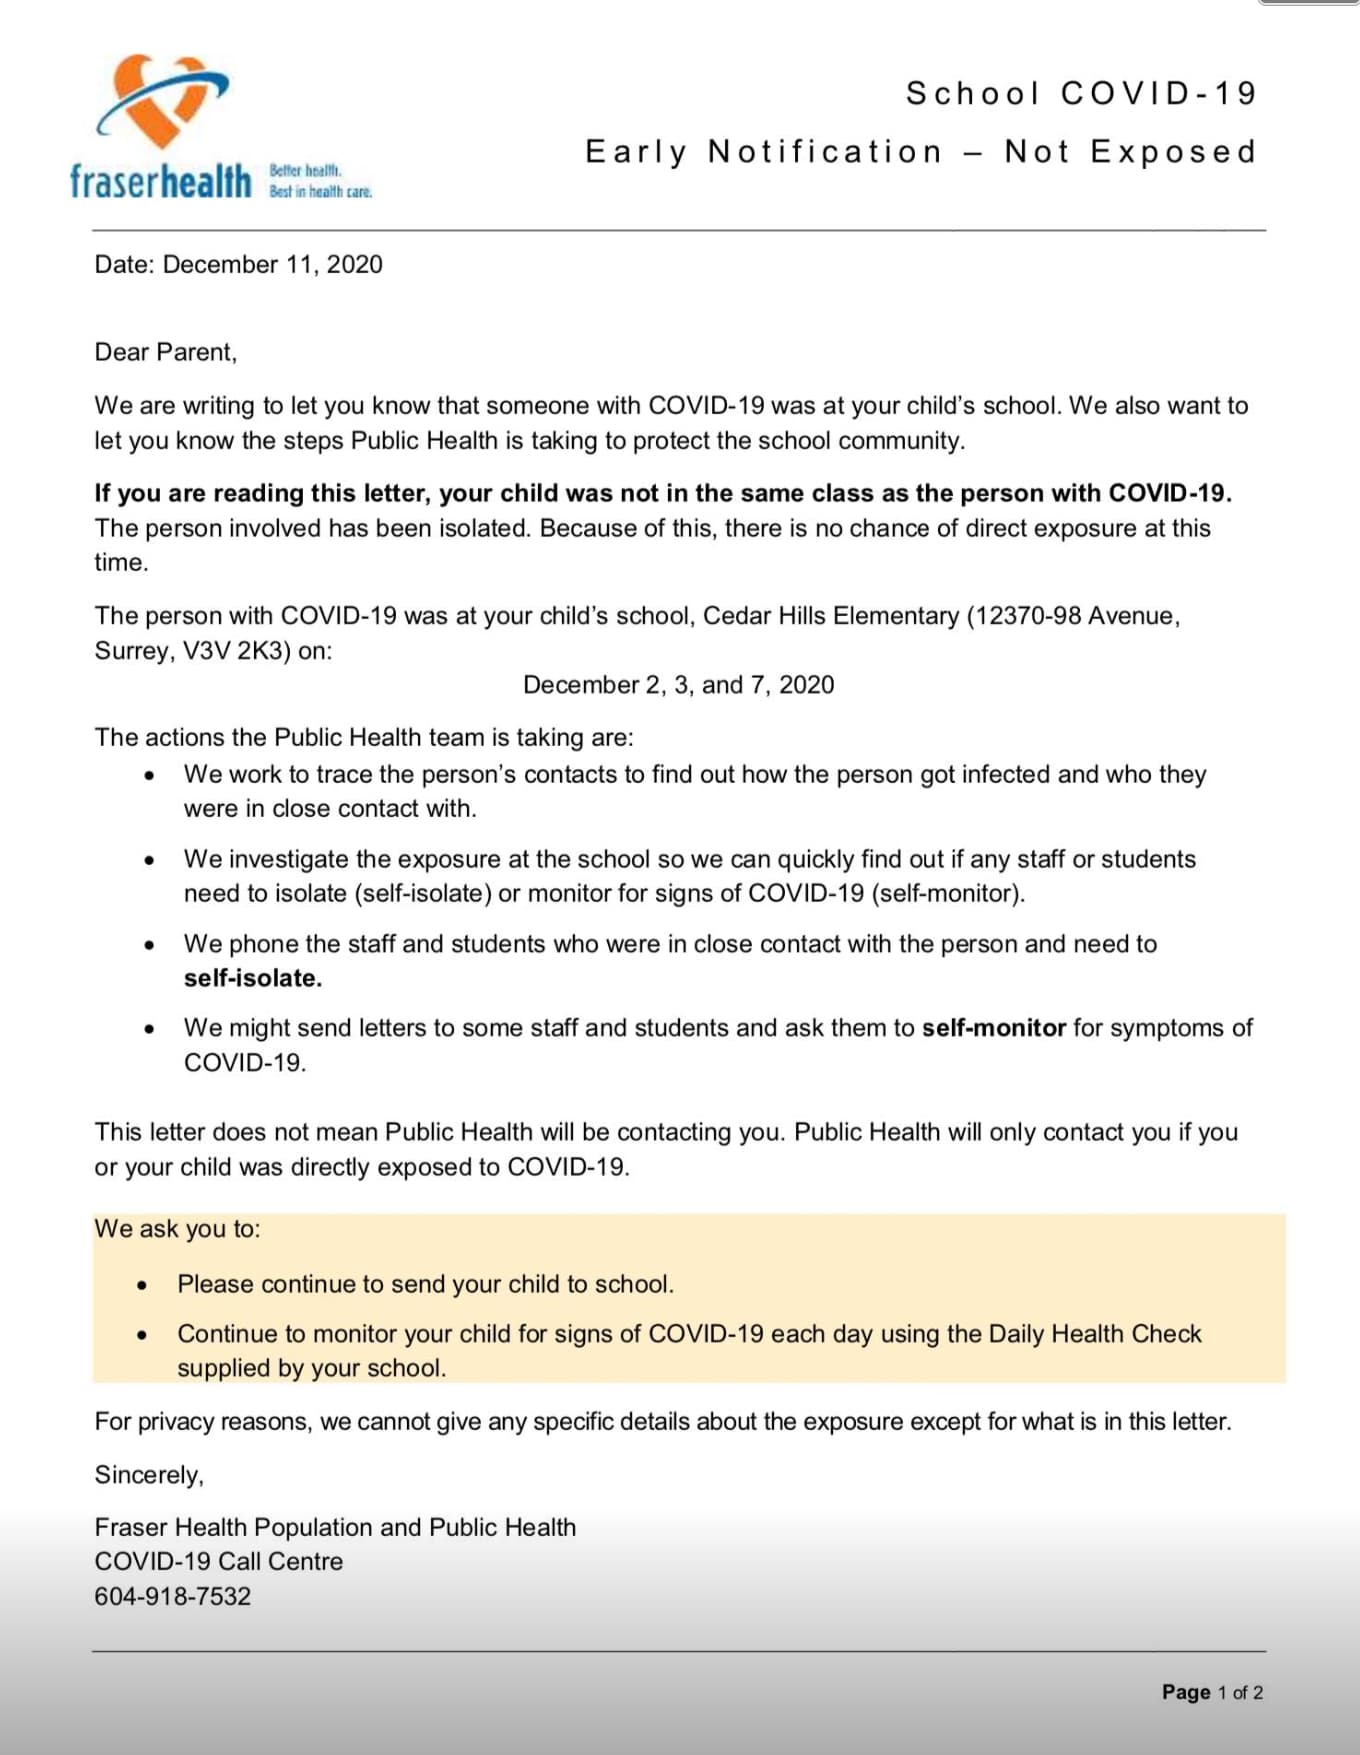 School COVID-19
Early Notification – Not Exposed
fraserhealth
Better health.
Best in health care.
Date: December 11, 2020
Dear Parent,
We are writing to let you know that someone with COVID-19 was at your child's school. We also want to
let you know the steps Public Health is taking to protect the school community.
If you are reading this letter, your child was not in the same class as the person with COVID-19.
The person involved has been isolated. Because of this, there is no chance of direct exposure at this
time.
The person with COVID-19 was at your child's school, Cedar Hills Elementary (12370-98 Avenue,
Surrey, V3V 2K3) on:
December 2, 3, and 7, 2020
The actions the Public Health team is taking are:
• We work to trace the person's contacts to find out how the person got infected and who they
were in close contact with.
• We investigate the exposure at the school so we can quickly find out if any staff or students
need to isolate (self-isolate) or monitor for signs of COVID-19 (self-monitor).
• We phone the staff and students who were in close contact with the person and need to
self-isolate.
• We might send letters to some staff and students and ask them to self-monitor for symptoms of
COVID-19.
This letter does not mean Public Health will be contacting you. Public Health will only contact you if you
or your child was directly exposed to COVID-19.
We ask you to:
• Please continue to send your child to school.
• Continue to monitor your child for signs of COVID-19 each day using the Daily Health Check
supplied by your school.
For privacy reasons, we cannot give any specific details about the exposure except for what is in this letter.
Sincerely,
Fraser Health Population and Public Health
COVID-19 Call Centre
604-918-7532
Page 1 of 2